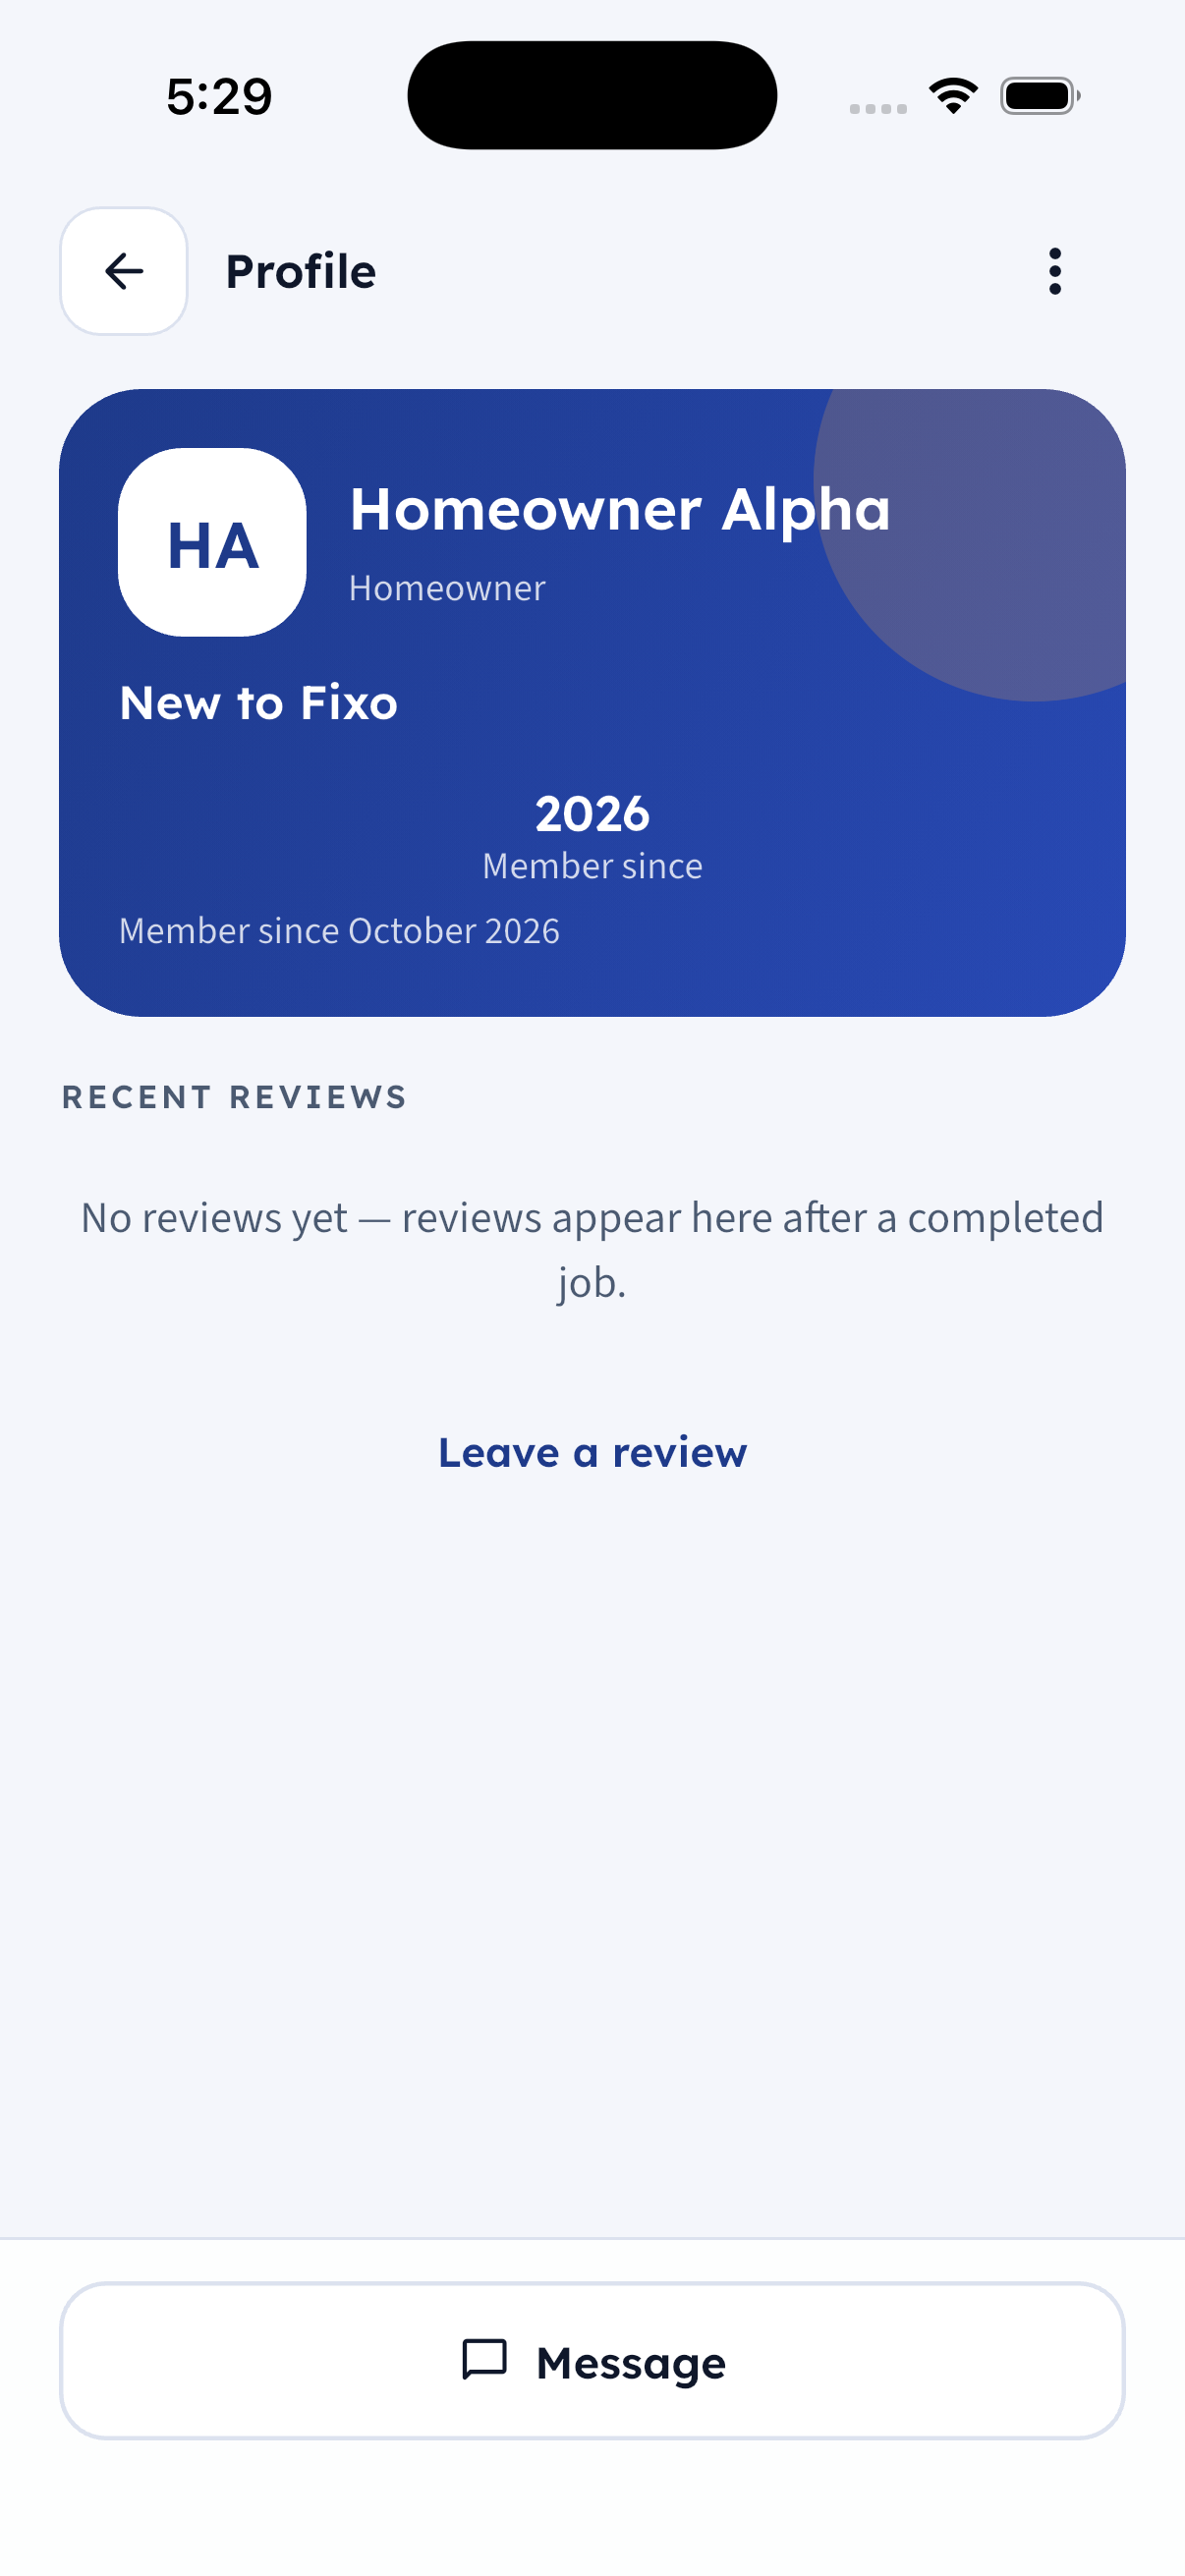 5:29
Profile
HA
Homeowner Alpha
Homeowner
New to Fixo
2026
Member since
Member since October 2026
RECENT REVIEWS
No reviews yet — reviews appear here after a completed
job.
Leave a review
Message